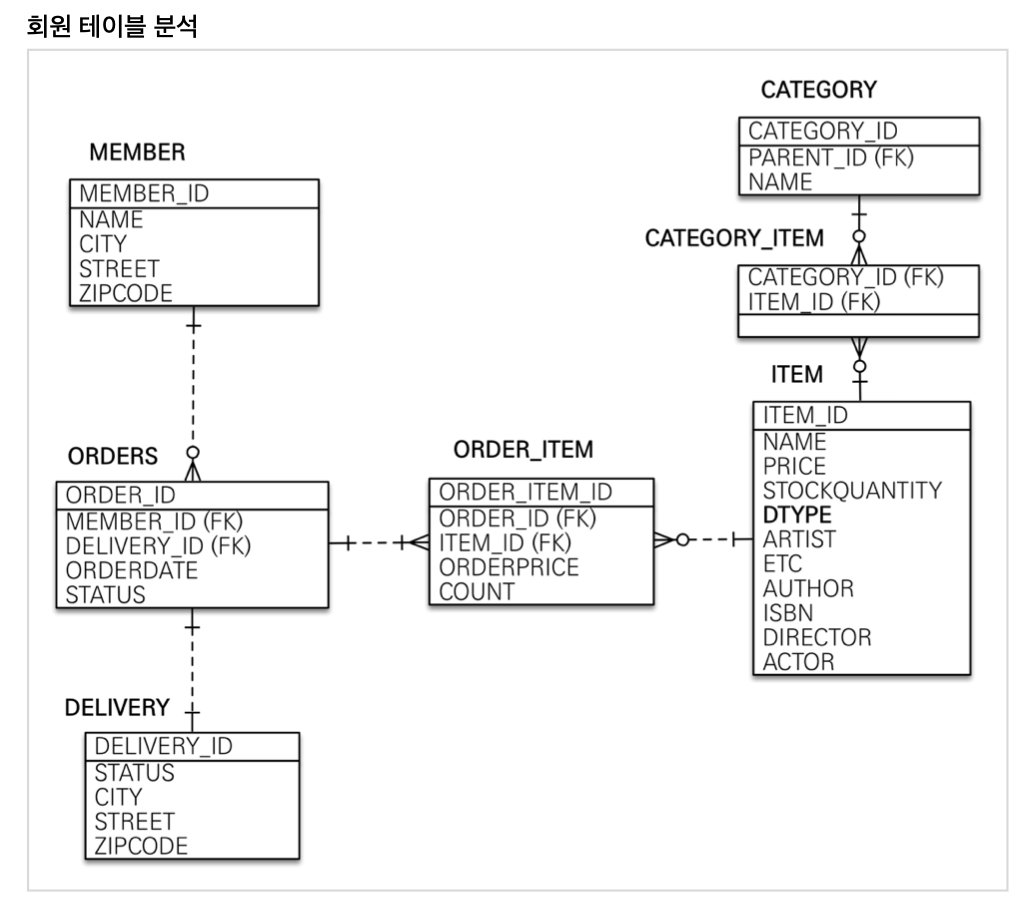 회원 테이블 분석
MEMBER
MEMBER_ID
NAME
CITY
STREET
ZIPCODE
ORDERS
ORDER_ID
MEMBER_ID (FK)
DELIVERY_ID (FK)
ORDERDATE
STATUS
DELIVERY
DELIVERY_ID
STATUS
CITY
STREET
ZIPCODE
ORDER_ITEM
ORDER_ITEM_ID
ORDER_ID (FK)
ITEM_ID (FK)
ORDERPRICE
COUNT
CATEGORY
CATEGORY_ID
PARENT_ID (FK)
NAME
CATEGORY_ITEM
CATEGORY_ID (FK)
ITEM_ID (FK)
ITEM
ITEM_ID
NAME
PRICE
STOCKQUANTITY
DTYPE
ARTIST
ETC
AUTHOR
ISBN
DIRECTOR
ACTOR